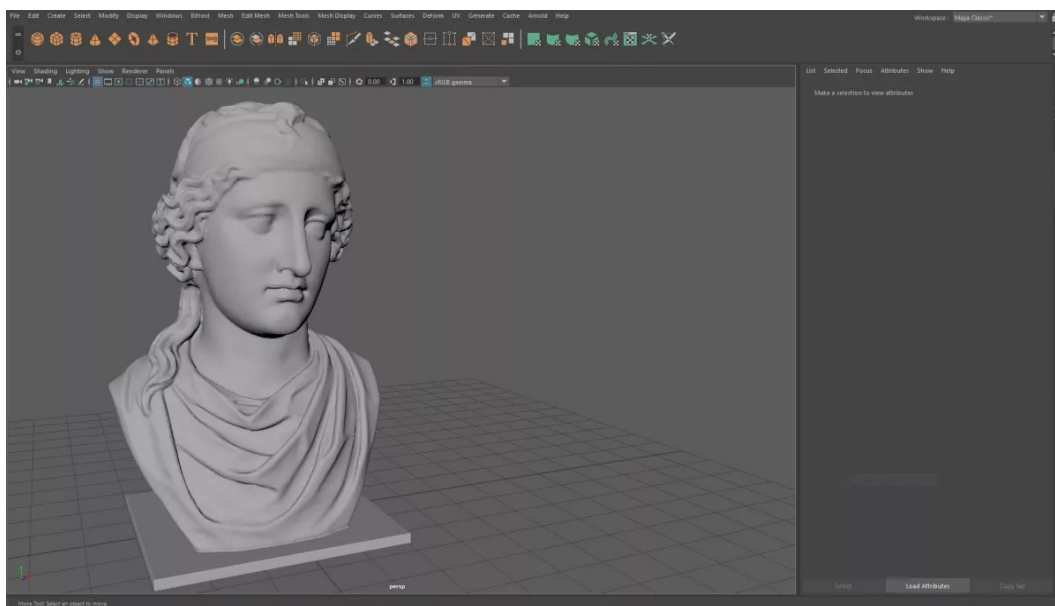 File Edit Create Select Modify Display Windows Bifrost Mesh Edit Mesh Mesh Tools Mesh Display Curves Surfaces Deform UV Generate Cache Arnold Help
Workspace: Maya Classic*
T
View Shading Lighting Show Renderer Panels
0.00 1.00 sRGB gamma
List Selected Focus Attributes Show Help
Make a selection to view attributes
persp
Select Load Attributes Copy Tab
Move Tool: Select an object to move.